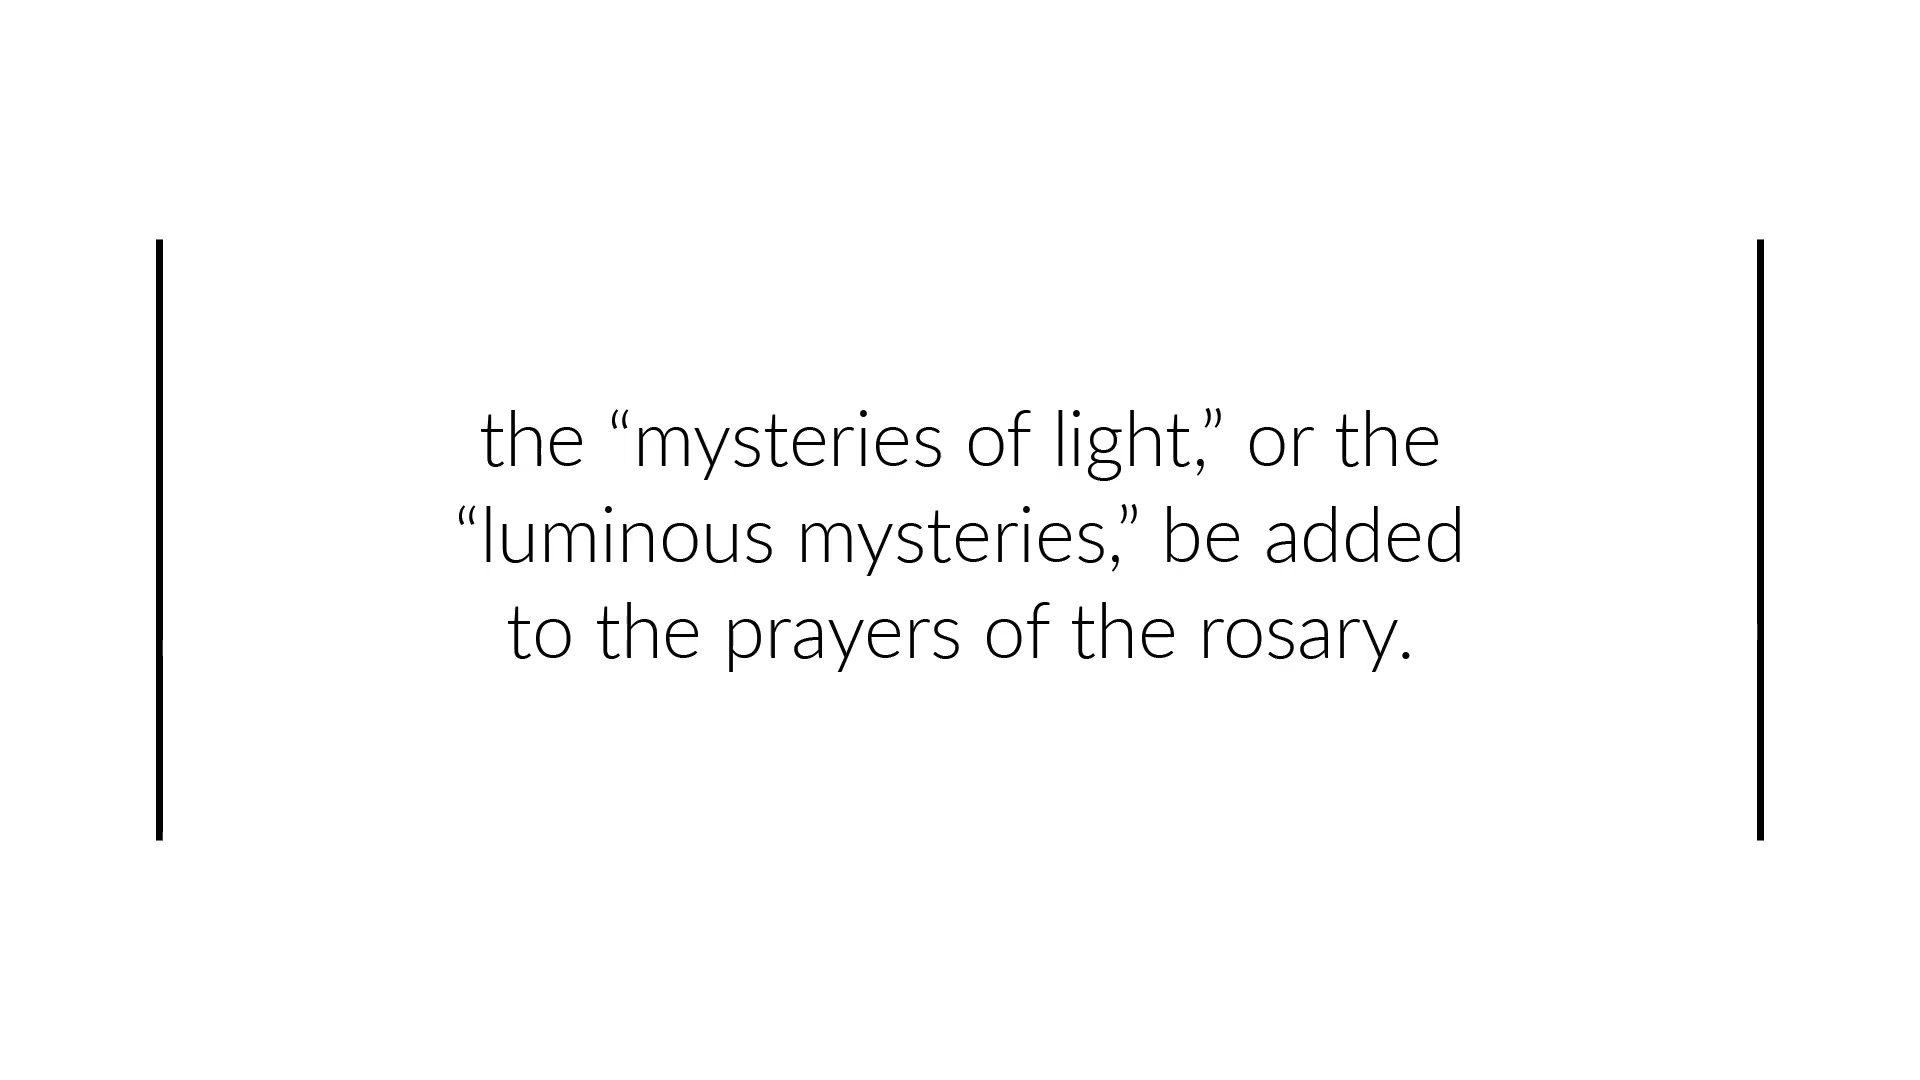 the “mysteries of light,” or the
“luminous mysteries,” be added
to the prayers of the rosary.